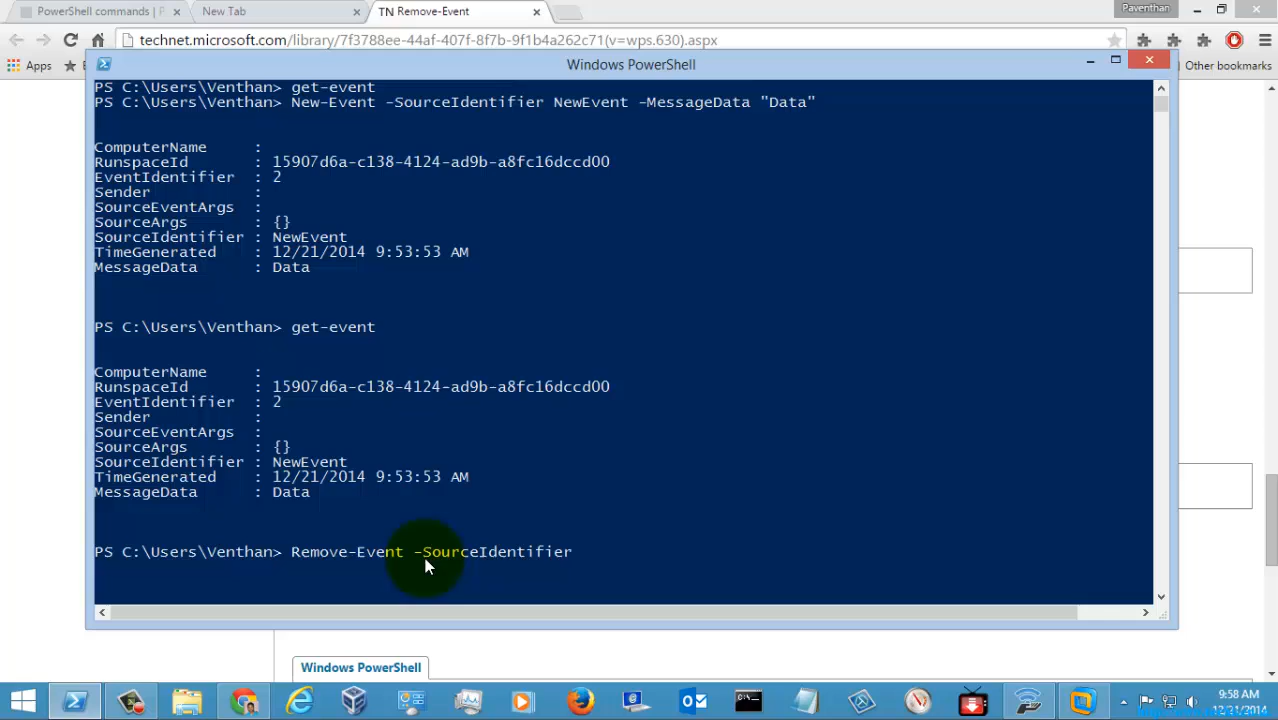 PowerShell commands | P
New Tab
TN Remove-Event
Paventhan
technet.microsoft.com/library/7f3788ee-44af-407f-8f7b-9f1b4a262c71(v=wps.630).aspx
Apps
Other bookmarks
Windows PowerShell
PS C:\Users\Venthan> get-event
PS C:\Users\Venthan> New-Event -SourceIdentifier NewEvent -MessageData "Data"
ComputerName :
RunspaceId : 15907d6a-c138-4124-ad9b-a8fc16dccd00
EventIdentifier : 2
Sender :
SourceEventArgs :
SourceArgs : {}
SourceIdentifier : NewEvent
TimeGenerated : 12/21/2014 9:53:53 AM
MessageData : Data
PS C:\Users\Venthan> get-event
ComputerName :
RunspaceId : 15907d6a-c138-4124-ad9b-a8fc16dccd00
EventIdentifier : 2
Sender :
SourceEventArgs :
SourceArgs : {}
SourceIdentifier : NewEvent
TimeGenerated : 12/21/2014 9:53:53 AM
MessageData : Data
PS C:\Users\Venthan> Remove-Event -SourceIdentifier
Windows PowerShell
9:58 AM
12/21/2014